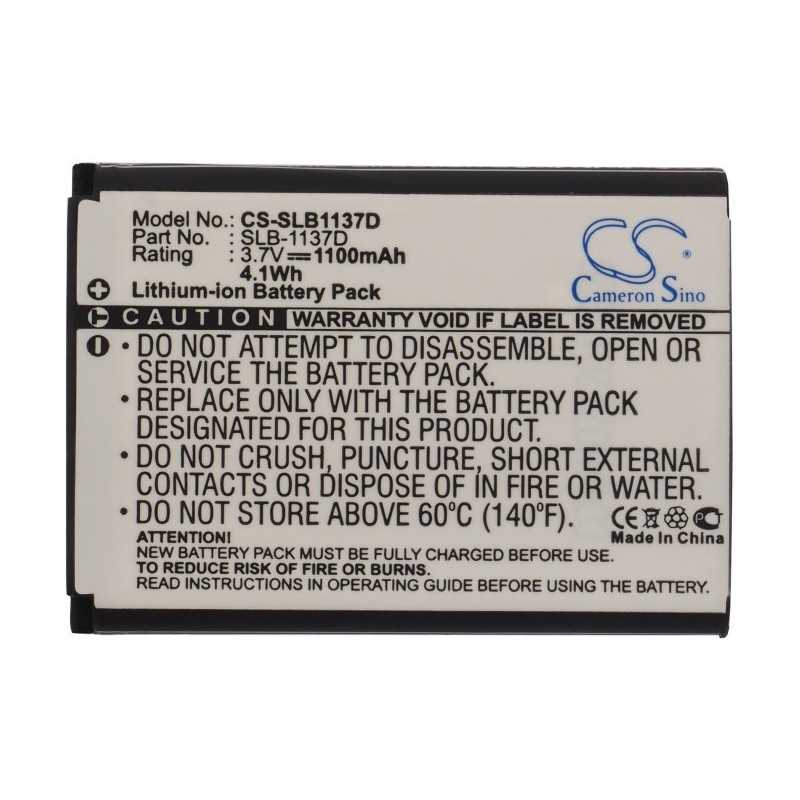 Model No.: CS-SLB1137D
Part No. : SLB-1137D
Rating : 3.7V 1100mAh
4.1Wh
Lithium-ion Battery Pack
CS
Cameron Sino
CAUTION WARRANTY VOID IF LABEL IS REMOVED
• DO NOT ATTEMPT TO DISASSEMBLE, OPEN OR
SERVICE THE BATTERY PACK.
• REPLACE ONLY WITH THE BATTERY PACK
DESIGNATED FOR THIS PRODUCT.
• DO NOT CRUSH, PUNCTURE, SHORT EXTERNAL
CONTACTS OR DISPOSE OF IN FIRE OR WATER.
• DO NOT STORE ABOVE 60°C (140°F).
CE
Made In China
ATTENTION!
NEW BATTERY PACK MUST BE FULLY CHARGED BEFORE USE.
TO REDUCE RISK OF FIRE OR BURNS.
READ INSTRUCTIONS IN OPERATING GUIDE BEFORE USING THE BATTERY.